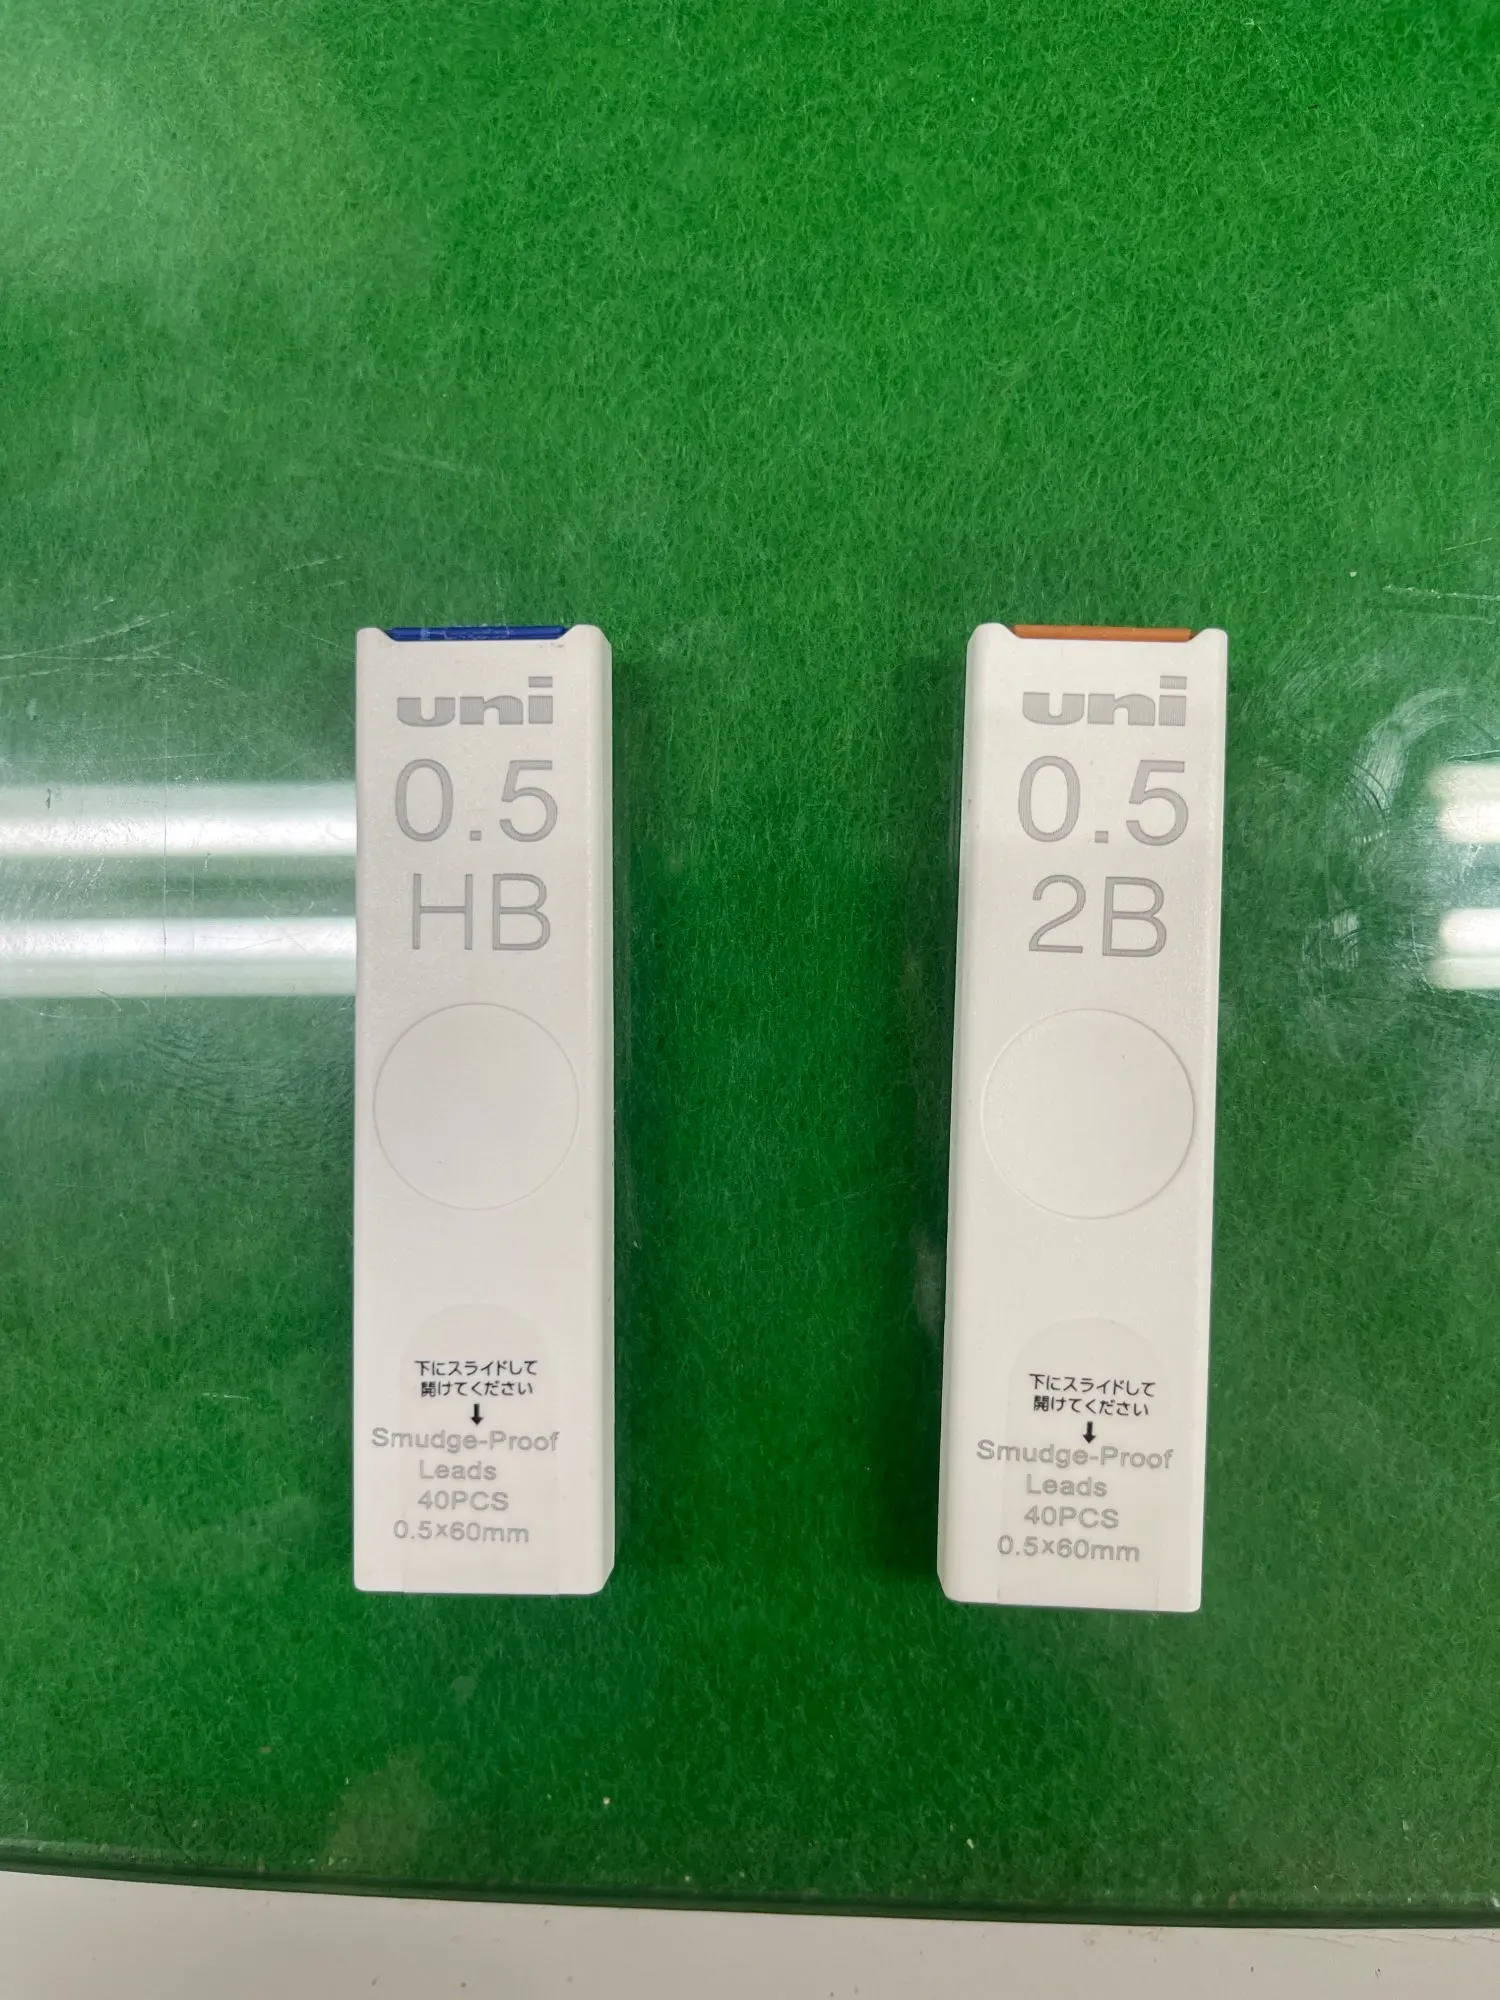 uni
0.5
HB
下にスライドして
開けてください
↓
Smudge-Proof
Leads
40PCS
0.5×60mm
uni
0.5
2B
下にスライドして
開けてください
↓
Smudge-Proof
Leads
40PCS
0.5×60mm